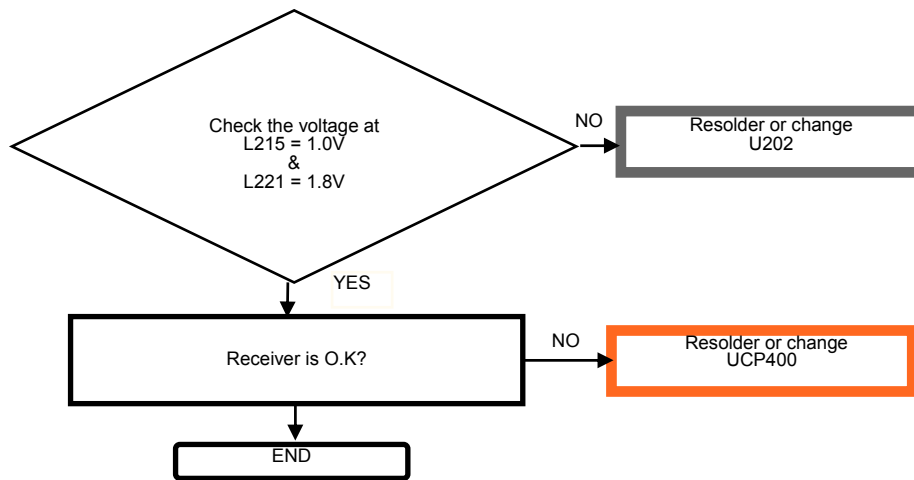 Check the voltage at
L215 = 1.0V
&
L221 = 1.8V
NO
Resolder or change
U202
YES
Receiver is O.K?
NO
Resolder or change
UCP400
END